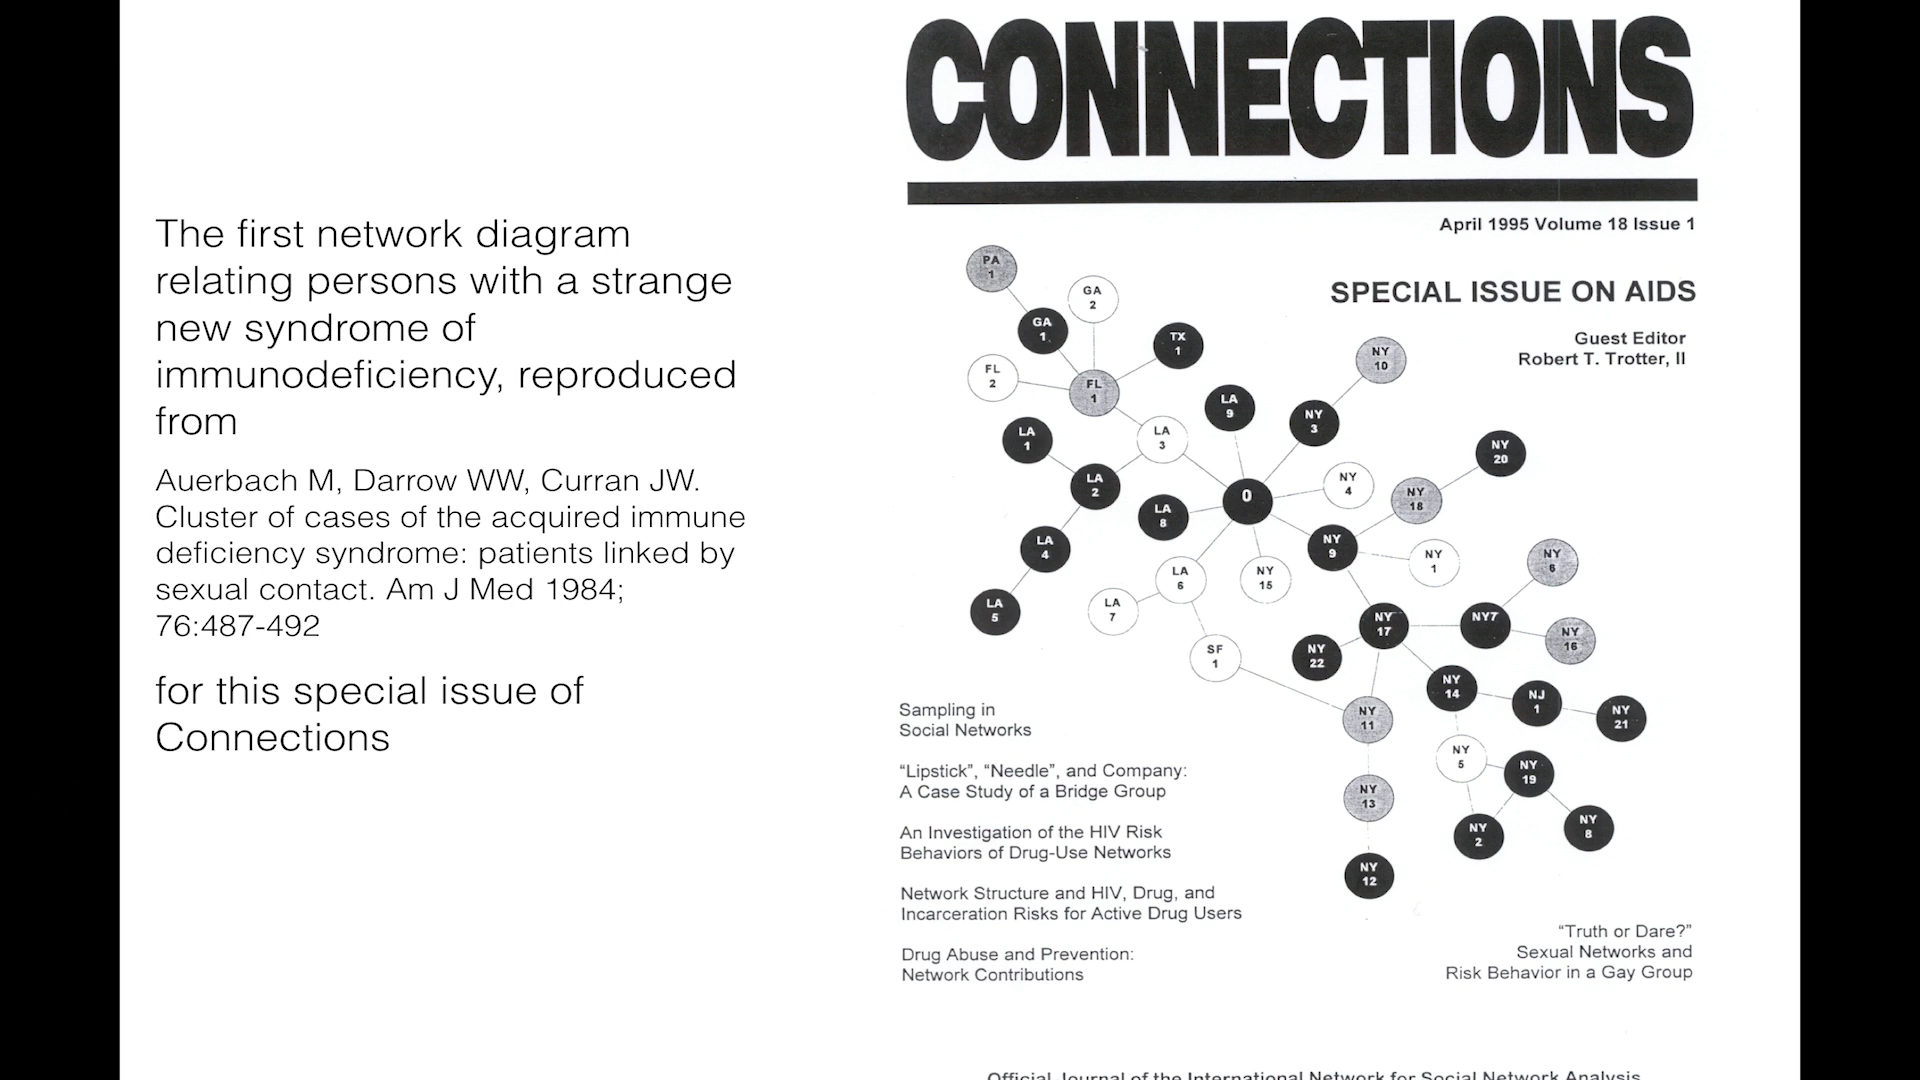 The first network diagram
relating persons with a strange
new syndrome of
immunodeficiency, reproduced
from
Auerbach M, Darrow WW, Curran JW.
Cluster of cases of the acquired immune
deficiency syndrome: patients linked by
sexual contact. Am J Med 1984;
76:487-492
for this special issue of
Connections
CONNECTIONS
April 1995 Volume 18 Issue 1
SPECIAL ISSUE ON AIDS
Guest Editor
Robert T. Trotter, II
PA
1
GA
2
GA
1
TX
1
NY
10
FL
2
FL
1
LA
9
NY
3
LA
1
LA
3
NY
20
LA
2
0
NY
4
NY
18
LA
8
LA
4
NY
9
NY
1
NY
6
LA
6
NY
15
LA
5
LA
7
NY
17
NY7
NY
16
SF
1
NY
22
NY
14
NJ
1
NY
21
NY
11
NY
5
NY
19
NY
13
NY
2
NY
8
NY
12
Sampling in
Social Networks
“Lipstick”, “Needle”, and Company:
A Case Study of a Bridge Group
An Investigation of the HIV Risk
Behaviors of Drug-Use Networks
Network Structure and HIV, Drug, and
Incarceration Risks for Active Drug Users
Drug Abuse and Prevention:
Network Contributions
“Truth or Dare?”
Sexual Networks and
Risk Behavior in a Gay Group
Official Journal of the International Network for Social Network Analysis